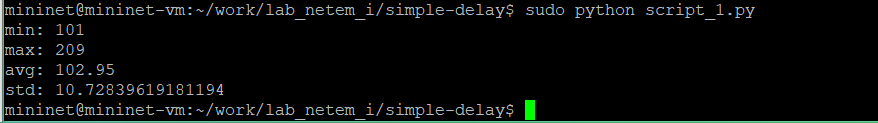 mininet@mininet-vm:~/work/lab_netem_i/simple-delay$ sudo python script_1.py
min: 101
max: 209
avg: 102.95
std: 10.72839619181194
mininet@mininet-vm:~/work/lab_netem_i/simple-delay$